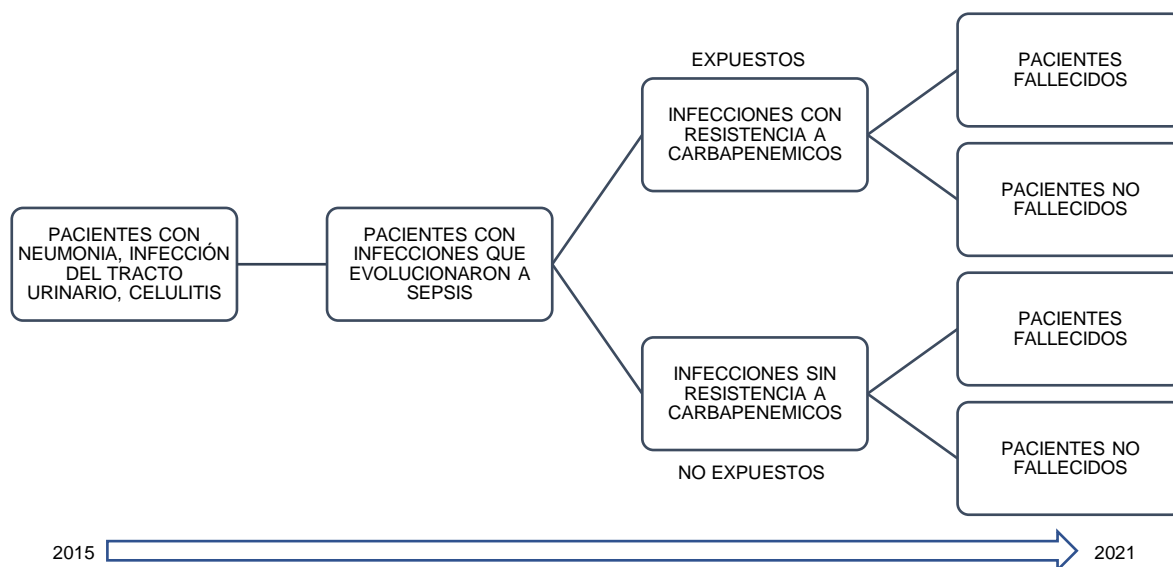 PACIENTES CON
NEUMONIA, INFECCIÓN
DEL TRACTO
URINARIO, CELULITIS
PACIENTES CON
INFECCIONES QUE
EVOLUCIONARON A
SEPSIS
EXPUESTOS
INFECCIONES CON
RESISTENCIA A
CARBAPENEMICOS
PACIENTES
FALLECIDOS
PACIENTES NO
FALLECIDOS
INFECCIONES SIN
RESISTENCIA A
CARBAPENEMICOS
NO EXPUESTOS
PACIENTES
FALLECIDOS
PACIENTES NO
FALLECIDOS
2015
2021